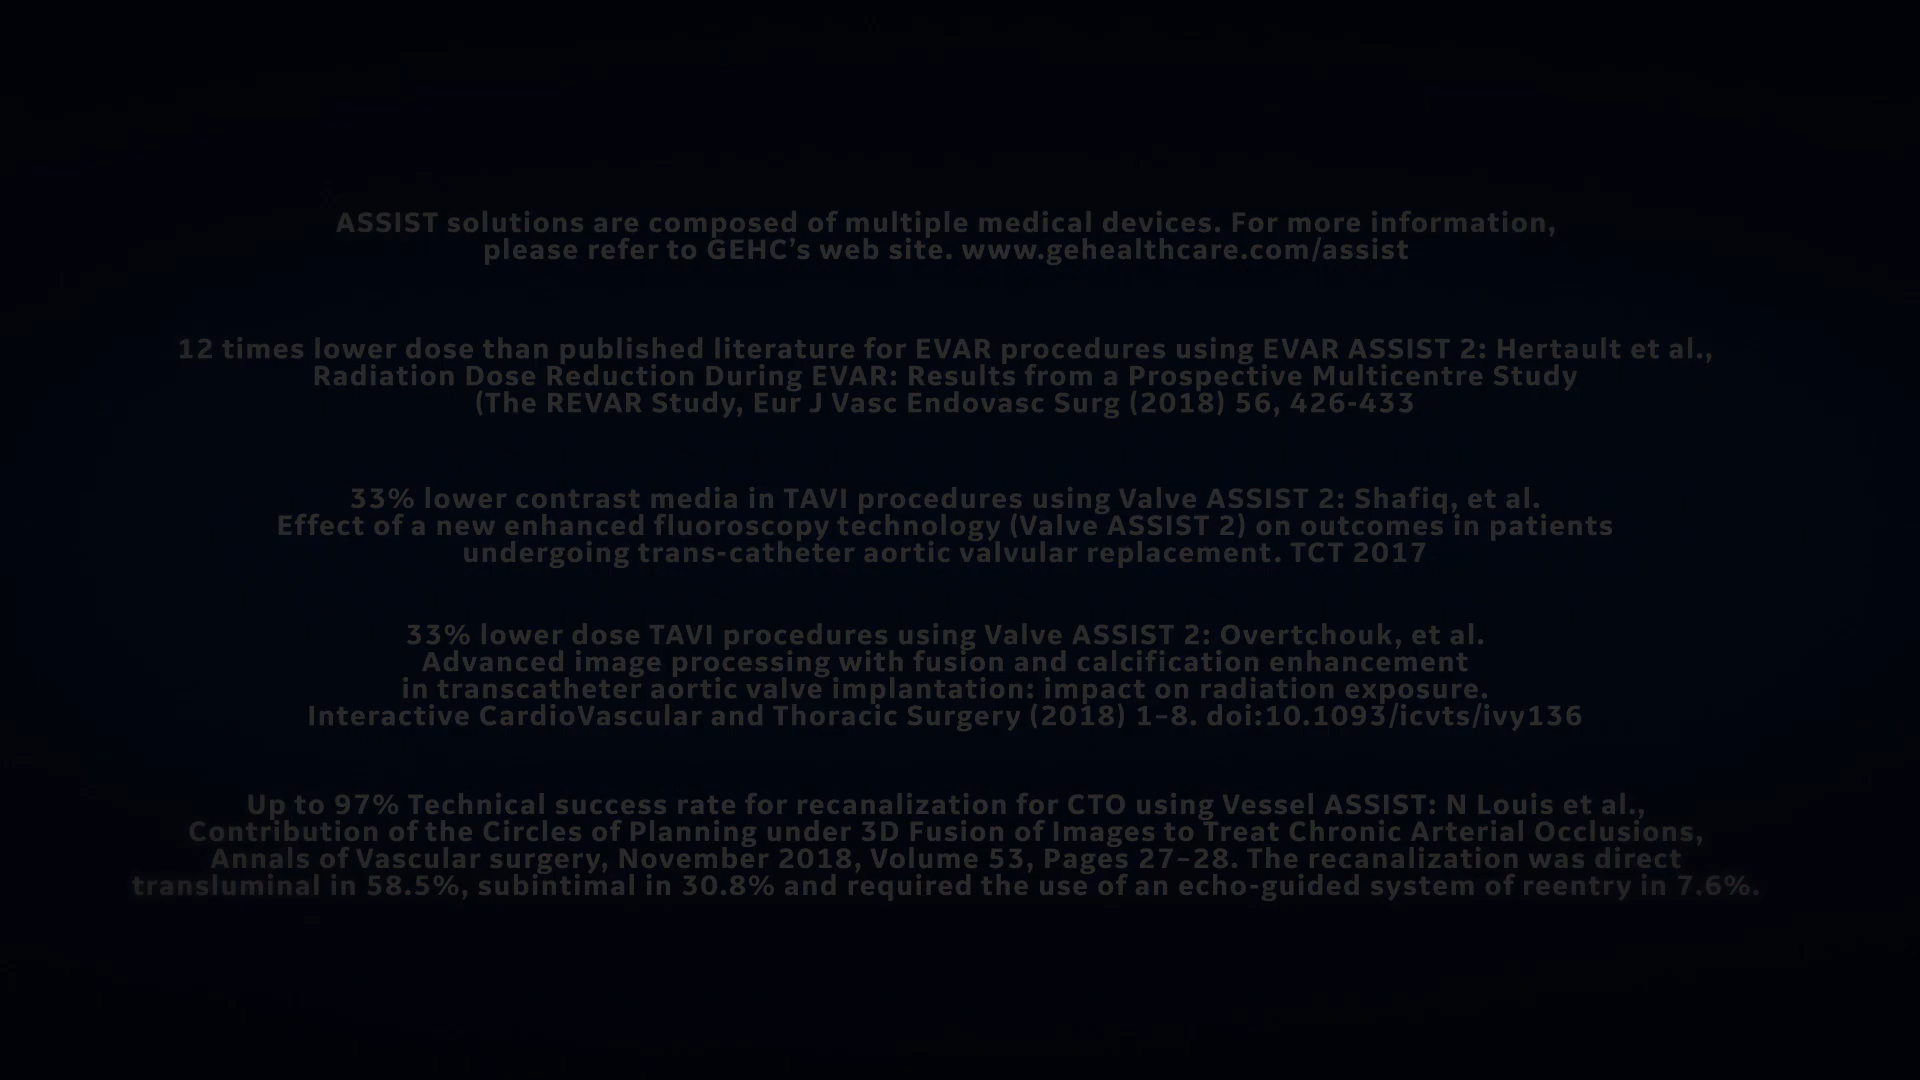 ASSIST solutions are composed of multiple medical devices. For more information,
please refer to GEHC’s web site. www.gehealthcare.com/assist
12 times lower dose than published literature for EVAR procedures using EVAR ASSIST 2: Hertault et al.,
Radiation Dose Reduction During EVAR: Results from a Prospective Multicentre Study
(The REVAR Study, Eur J Vasc Endovasc Surg (2018) 56, 426-433
33% lower contrast media in TAVI procedures using Valve ASSIST 2: Shafiq, et al.
Effect of a new enhanced fluoroscopy technology (Valve ASSIST 2) on outcomes in patients
undergoing trans-catheter aortic valvular replacement. TCT 2017
33% lower dose TAVI procedures using Valve ASSIST 2: Overtchouk, et al.
Advanced image processing with fusion and calcification enhancement
in transcatheter aortic valve implantation: impact on radiation exposure.
Interactive CardioVascular and Thoracic Surgery (2018) 1–8. doi:10.1093/icvts/ivy136
Up to 97% Technical success rate for recanalization for CTO using Vessel ASSIST: N Louis et al.,
Contribution of the Circles of Planning under 3D Fusion of Images to Treat Chronic Arterial Occlusions,
Annals of Vascular surgery, November 2018, Volume 53, Pages 27–28. The recanalization was direct
transluminal in 58.5%, subintimal in 30.8% and required the use of an echo-guided system of reentry in 7.6%.